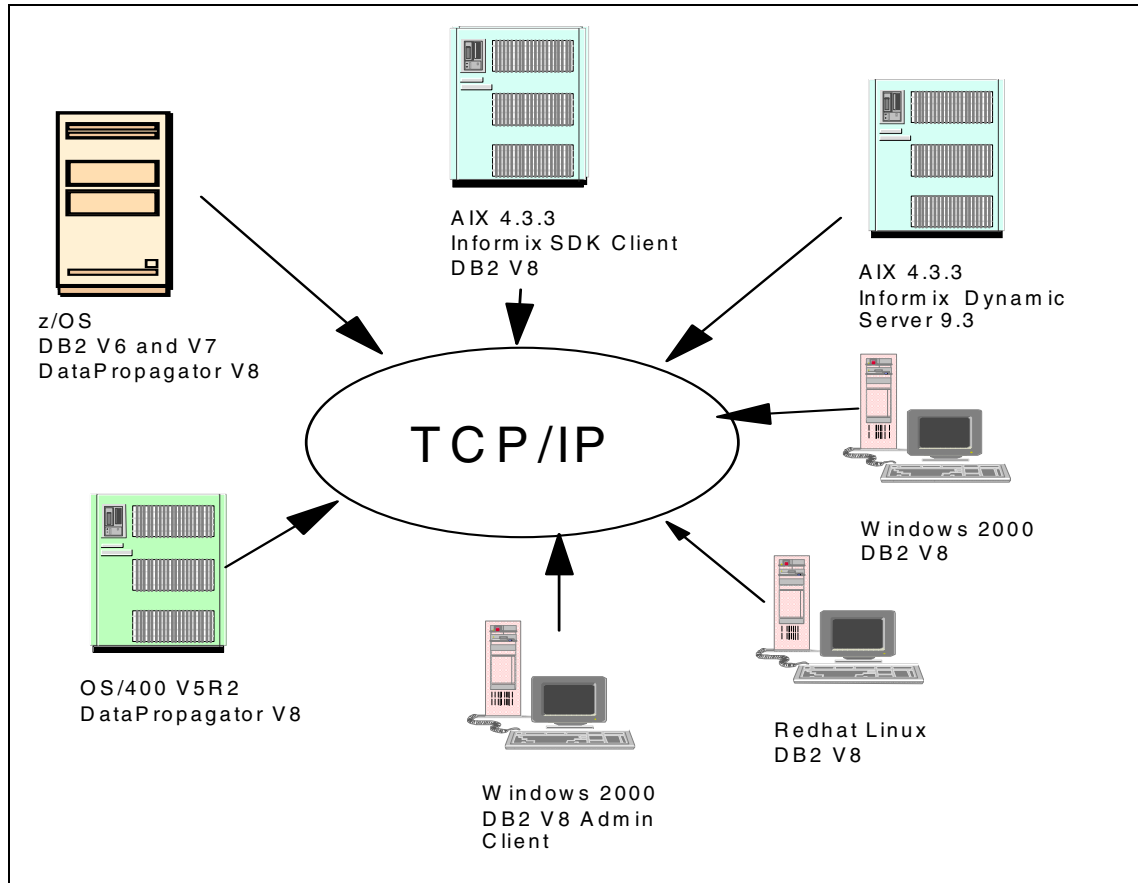 AIX 4.3.3
Informix SDK Client
DB2 V8
AIX 4.3.3
Informix Dynamic
Server 9.3
z/OS
DB2 V6 and V7
DataPropagator V8
TCP/IP
Windows 2000
DB2 V8
OS/400 V5R2
DataPropagator V8
Redhat Linux
DB2 V8
Windows 2000
DB2 V8 Admin
Client